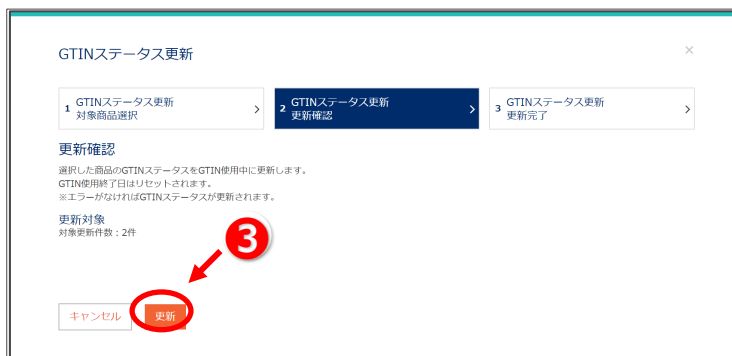 GTINステータス更新
×
1 GTINステータス更新
対象商品選択
2 GTINステータス更新
更新確認
3 GTINステータス更新
更新完了
更新確認
選択した商品のGTINステータスをGTIN使用中に更新します。
GTIN使用終了日はリセットされます。
※エラーがなければGTINステータスが更新されます。
更新対象
対象更新件数：2件
3
キャンセル 更新